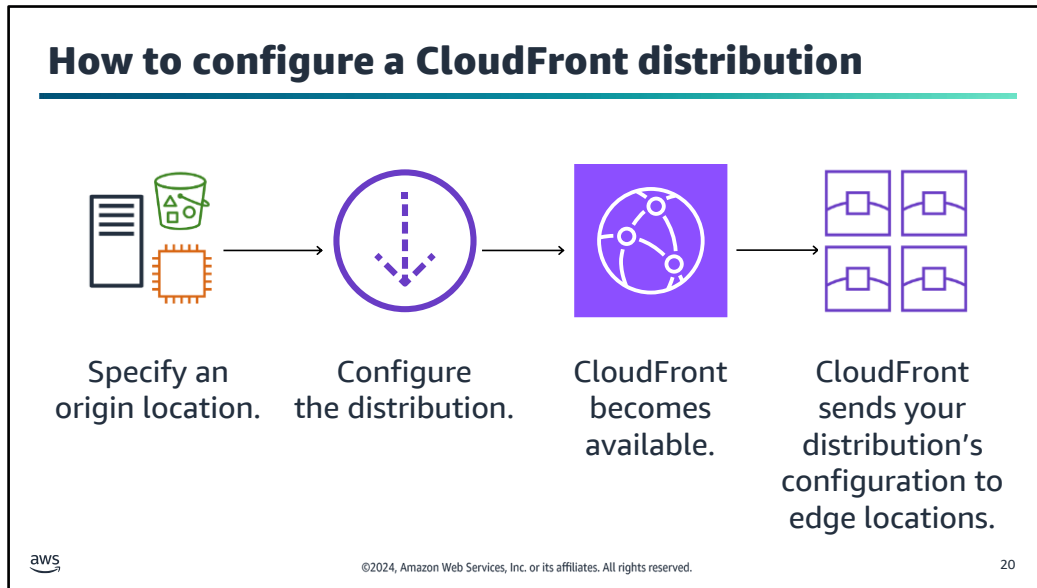 How to configure a CloudFront distribution
Specify an
origin location.
Configure
the distribution.
CloudFront
becomes
available.
CloudFront
sends your
distribution's
configuration to
edge locations.
aws
©2024, Amazon Web Services, Inc. or its affiliates. All rights reserved.
20